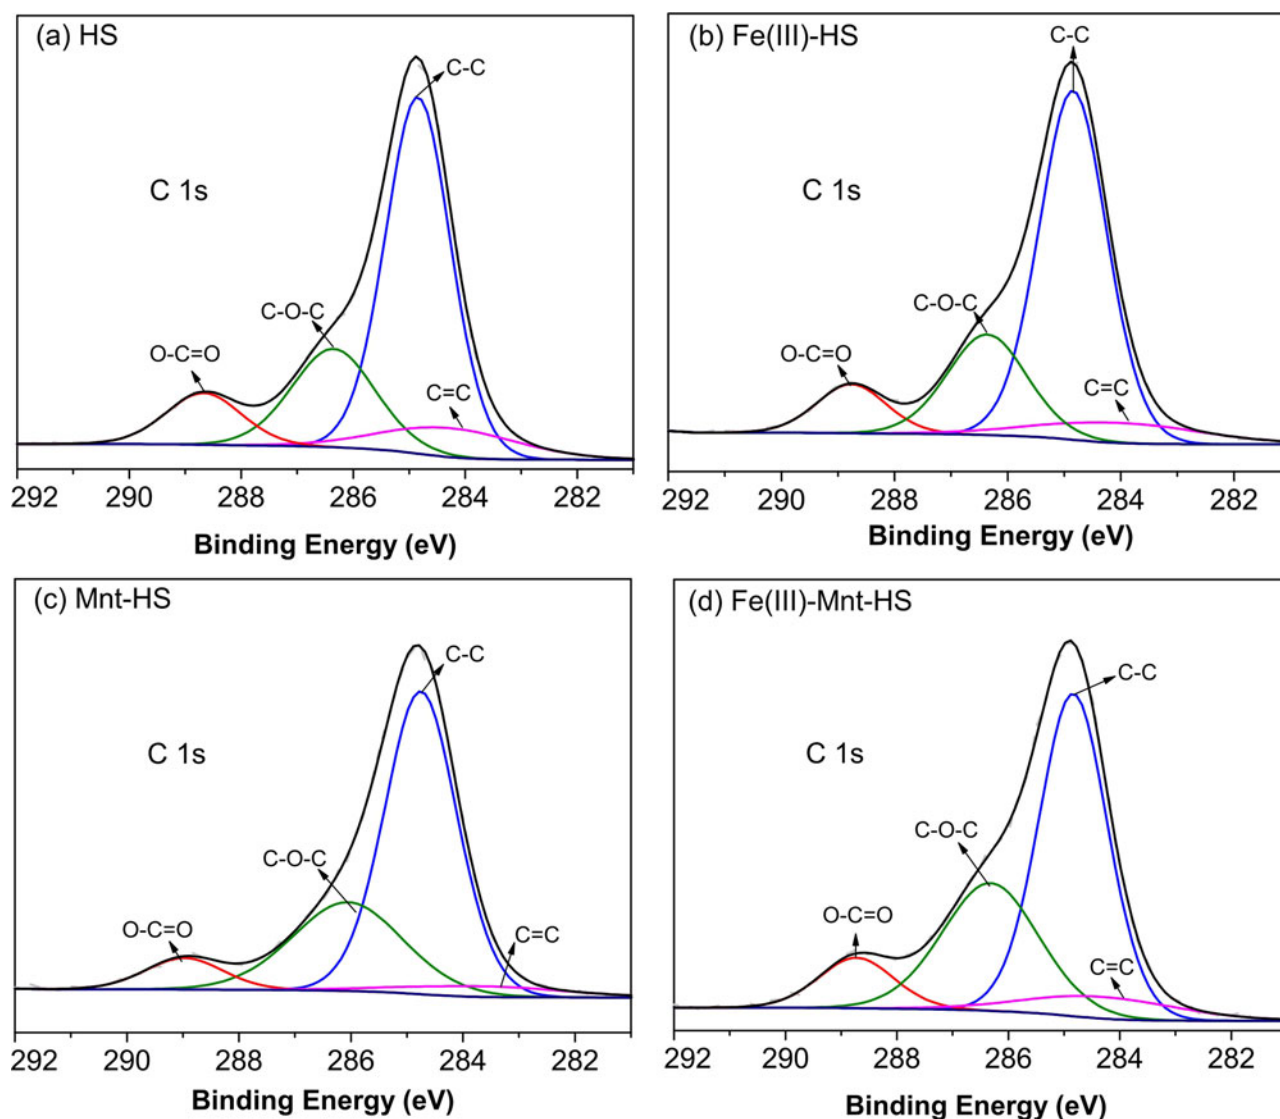 (a) HS
C-C
C 1s
C-O-C
O-C=O
C=C
292 290 288 286 284 282
Binding Energy (eV)
(b) Fe(III)-HS
C-C
C 1s
C-O-C
O-C=O
C=C
292 290 288 286 284 282
Binding Energy (eV)
(c) Mnt-HS
C-C
C 1s
C-O-C
O-C=O
C=C
292 290 288 286 284 282
Binding Energy (eV)
(d) Fe(III)-Mnt-HS
C-C
C 1s
C-O-C
O-C=O
C=C
292 290 288 286 284 282
Binding Energy (eV)